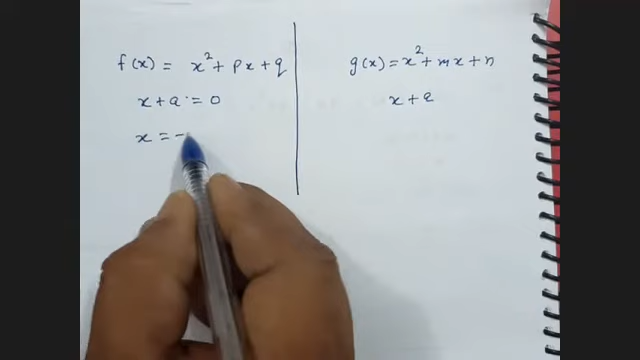 f(x) = x² + px + q
x + a = 0
x = -
g(x) = x² + mx + n
x + a